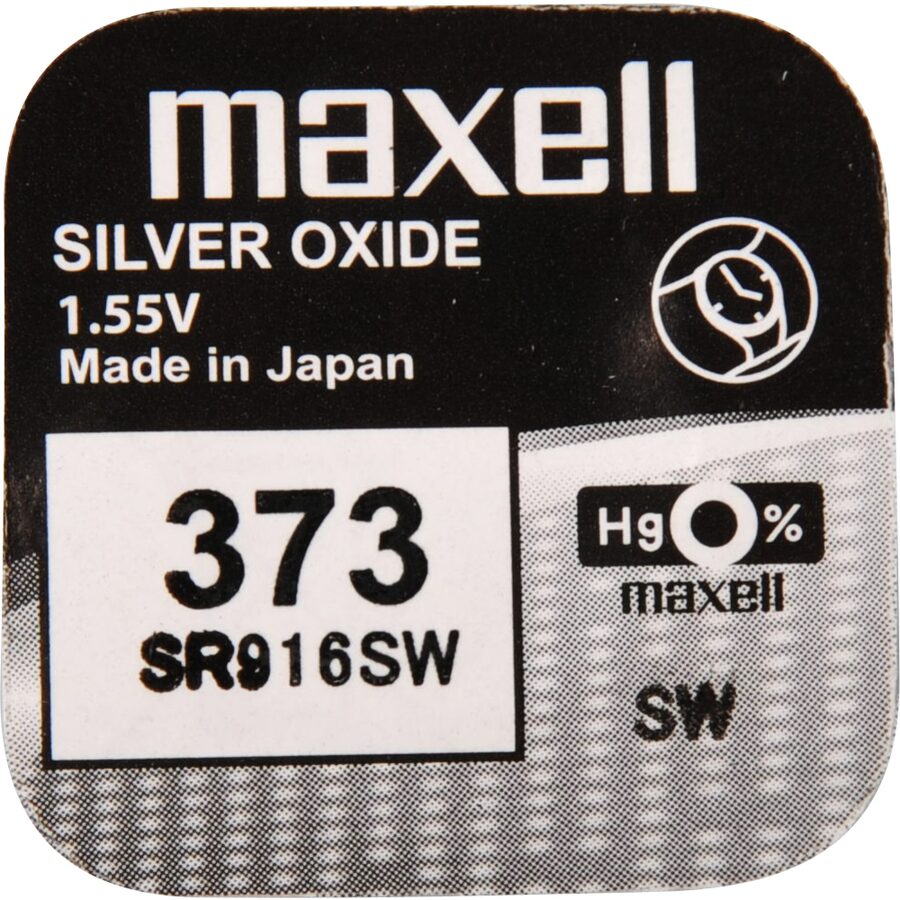 maxell
SILVER OXIDE
1.55V
Made in Japan
373
SR916SW
Hg0%
maxell
SW